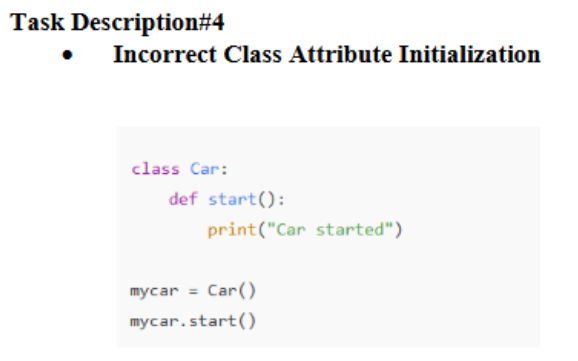 Task Description#4
• Incorrect Class Attribute Initialization
class Car:
    def start():
        print("Car started")
mycar = Car()
mycar.start()